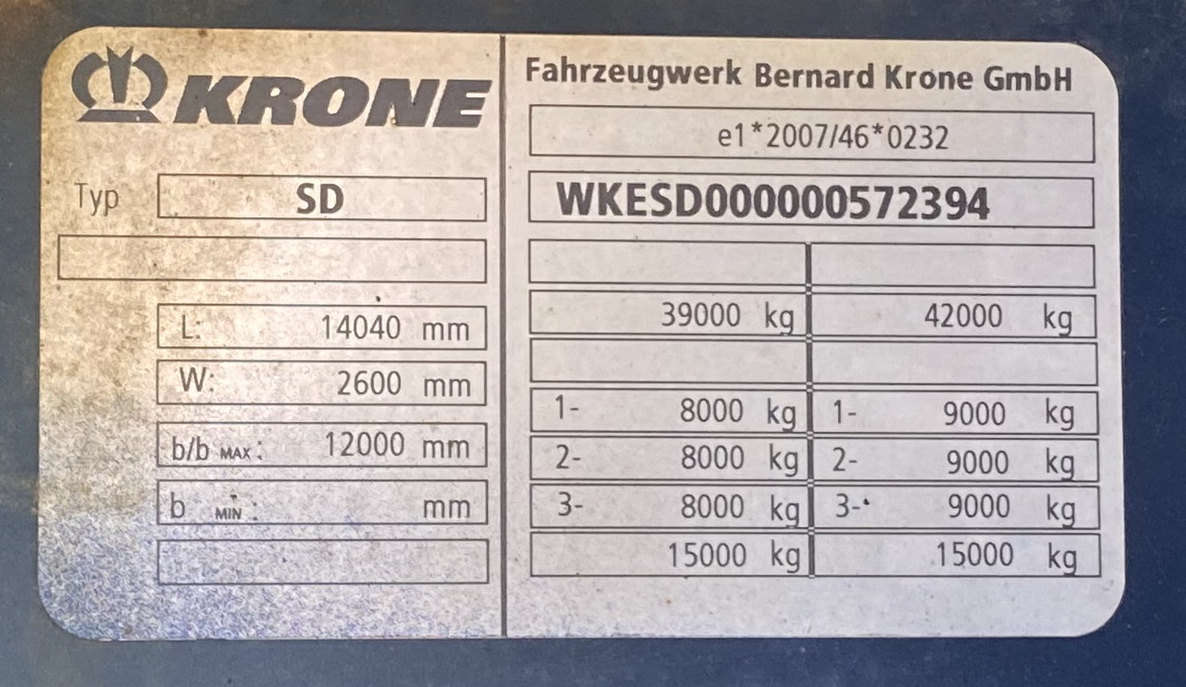 KRONE
Typ SD
L: 14040 mm
W: 2600 mm
b/b MAX: 12000 mm
b MIN: mm
Fahrzeugwerk Bernard Krone GmbH
e1*2007/46*0232
WKESD000000572394
39000 kg 42000 kg
1- 8000 kg 1- 9000 kg
2- 8000 kg 2- 9000 kg
3- 8000 kg 3- 9000 kg
15000 kg 15000 kg